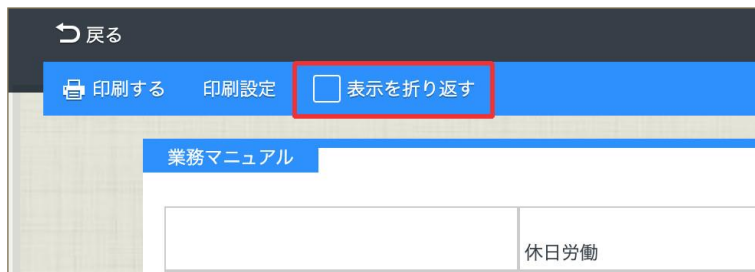 戻る
印刷する 印刷設定 表示を折り返す
業務マニュアル
休日労働